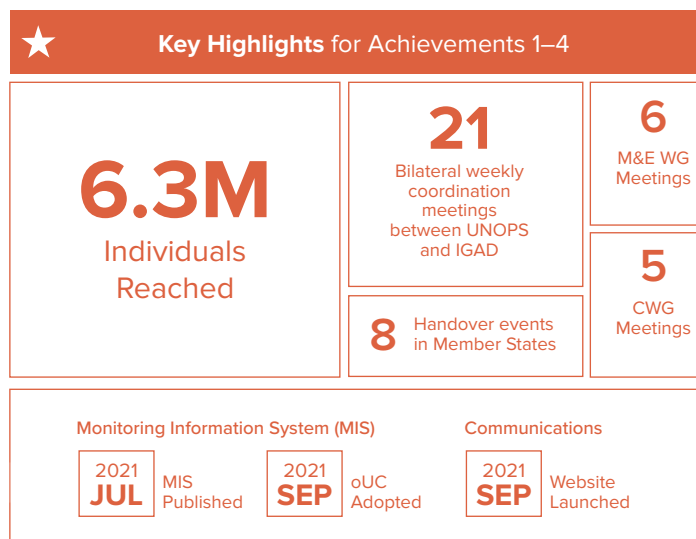 Key Highlights for Achievements 1–4
6.3M
Individuals
Reached
21
Bilateral weekly
coordination
meetings
between UNOPS
and IGAD
8
Handover events
in Member States
6
M&E WG
Meetings
5
CWG
Meetings
Monitoring Information System (MIS)
2021
JUL
MIS
Published
2021
SEP
oUC
Adopted
Communications
2021
SEP
Website
Launched